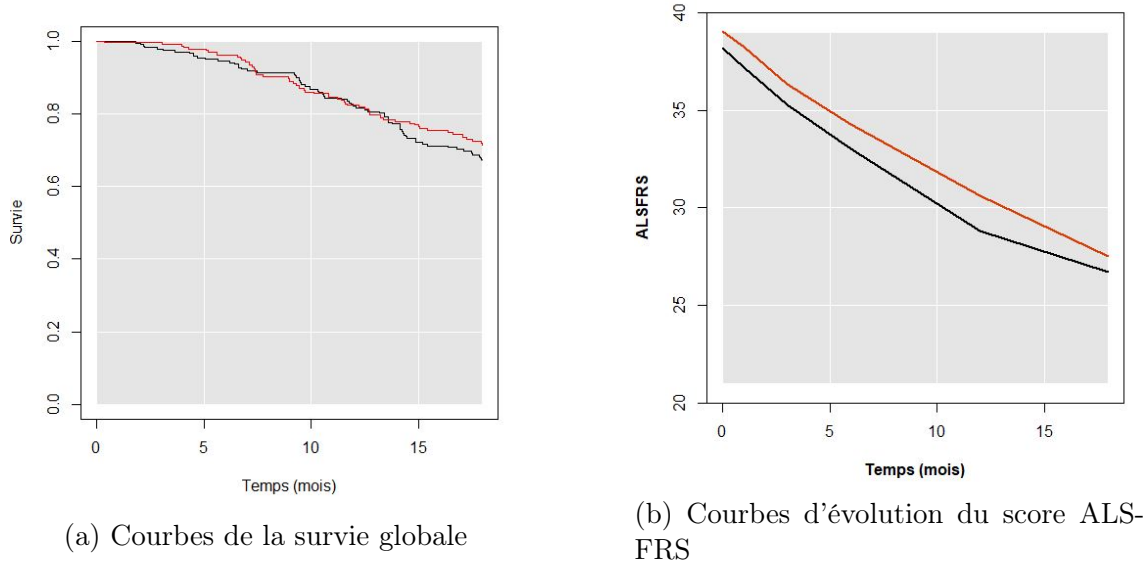 1.0
0.8
0.6
0.4
0.2
0.0
Survie
0
5
10
15
Temps (mois)
(a) Courbes de la survie globale
40
35
30
25
20
ALSFRS
0
5
10
15
Temps (mois)
(b) Courbes d'évolution du score ALS-
FRS